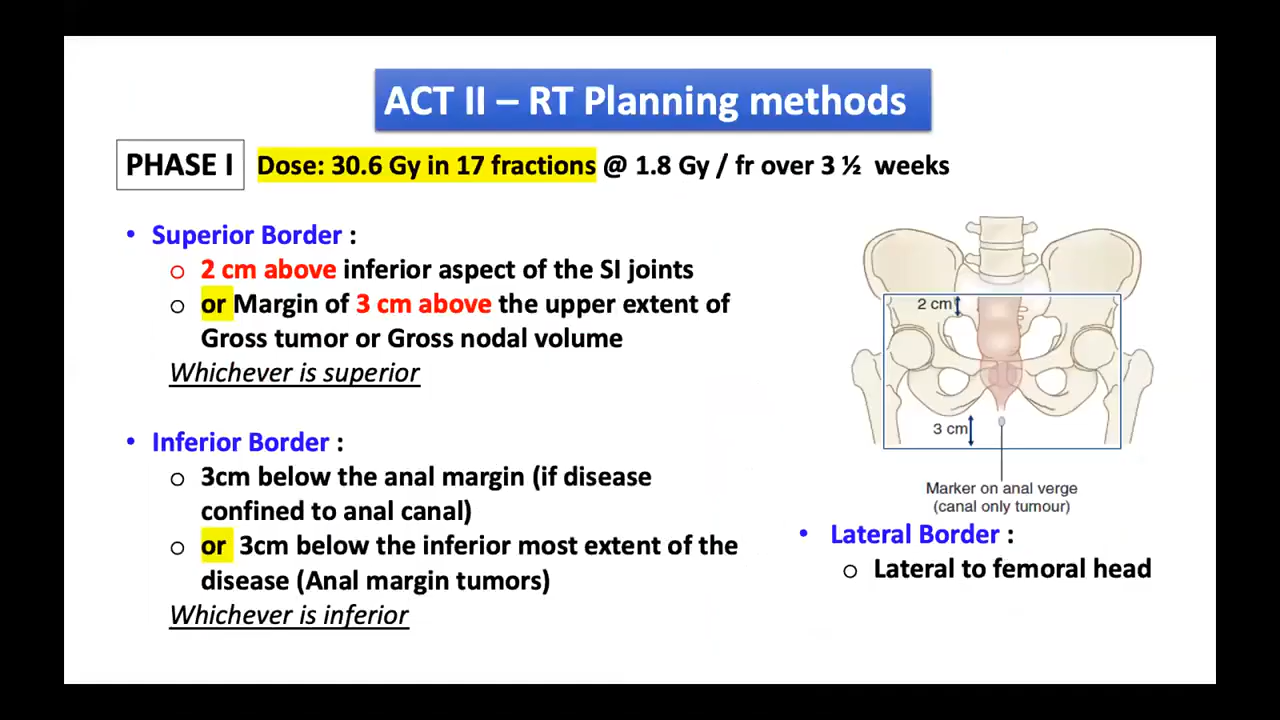 ACT II – RT Planning methods
PHASE I
Dose: 30.6 Gy in 17 fractions @ 1.8 Gy / fr over 3 ½ weeks
• Superior Border :
o 2 cm above inferior aspect of the SI joints
o or Margin of 3 cm above the upper extent of
Gross tumor or Gross nodal volume
Whichever is superior
• Inferior Border :
o 3cm below the anal margin (if disease
confined to anal canal)
o or 3cm below the inferior most extent of the
disease (Anal margin tumors)
Whichever is inferior
2 cm
3 cm
Marker on anal verge
(canal only tumour)
• Lateral Border :
o Lateral to femoral head